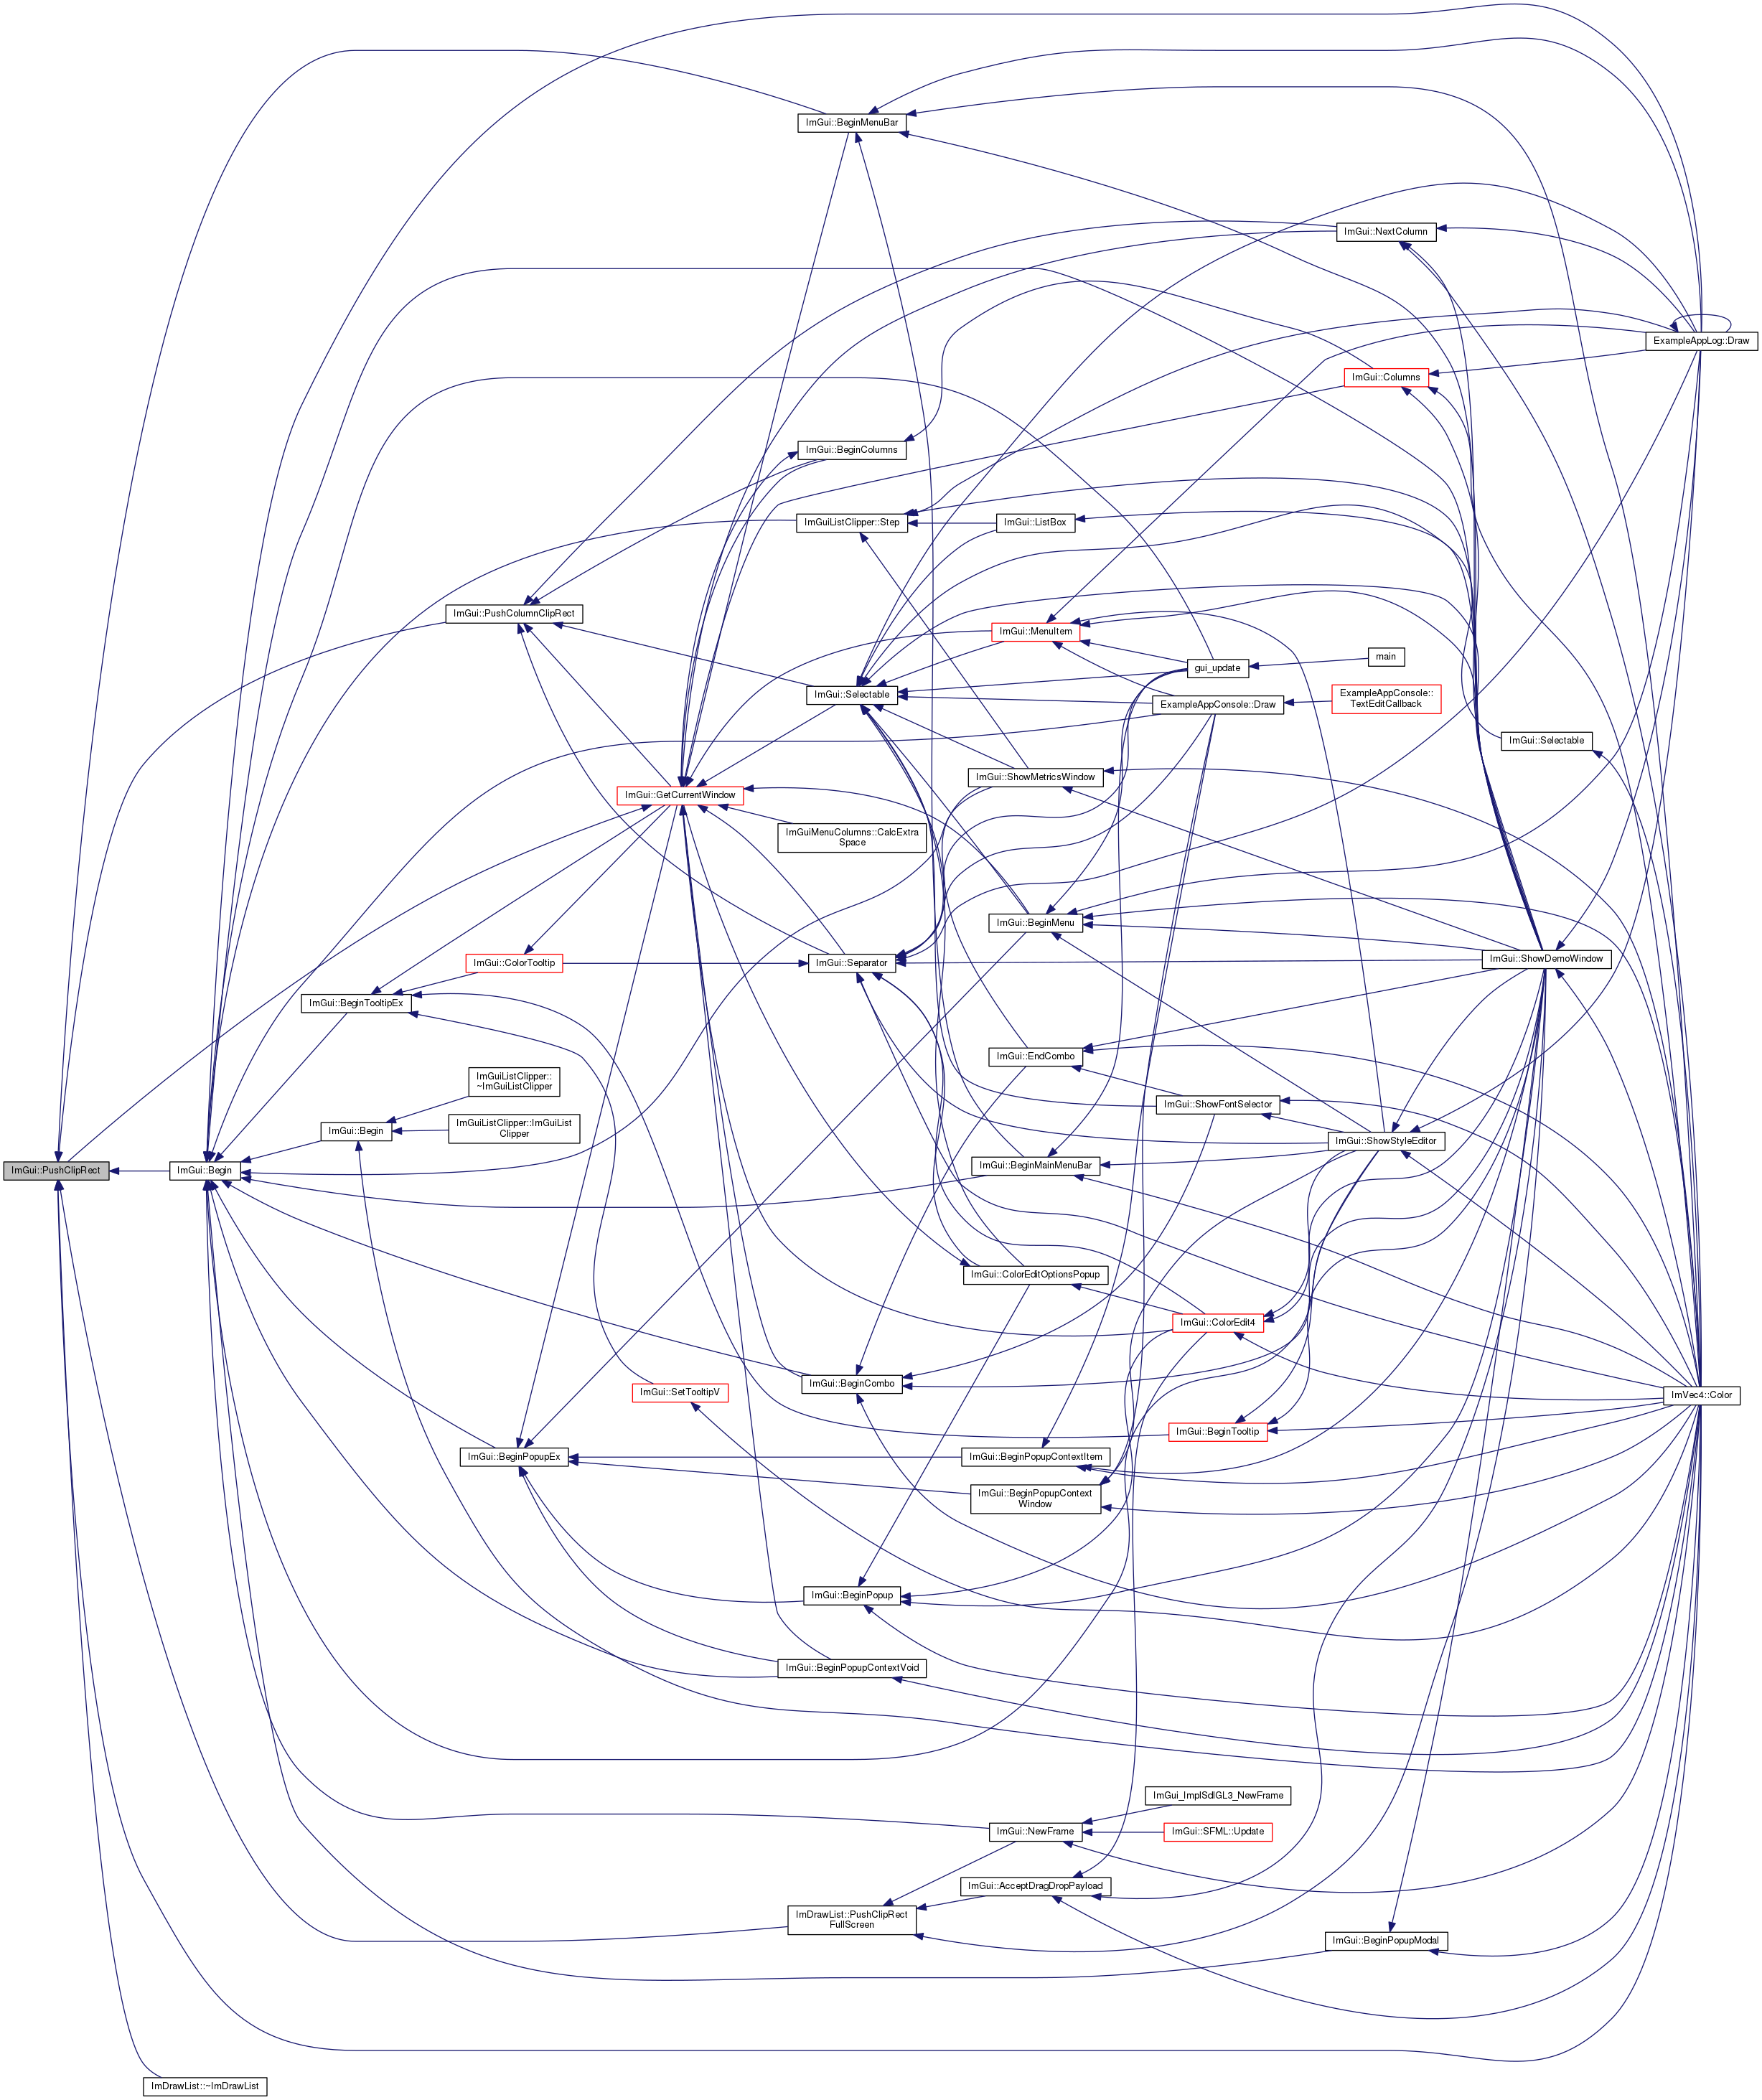 ImGui::BeginMenuBar
ImGui::NextColumn
ExampleAppLog::Draw
ImGui::Columns
ImGui::BeginColumns
ImGuiListClipper::Step
ImGui::ListBox
ImGui::PushColumnClipRect
ImGui::MenuItem
main
gui_update
ImGui::Selectable
ExampleAppConsole::Draw
ExampleAppConsole::
TextEditCallback
ImGui::Selectable
ImGui::ShowMetricsWindow
ImGui::GetCurrentWindow
ImGuiMenuColumns::CalcExtra
Space
ImGui::BeginMenu
ImGui::ColorTooltip
ImGui::Separator
ImGui::ShowDemoWindow
ImGui::BeginTooltipEx
ImGui::EndCombo
ImGuiListClipper::
~ImGuiListClipper
ImGui::ShowFontSelector
ImGuiListClipper::ImGuiList
Clipper
ImGui::Begin
ImGui::ShowStyleEditor
ImGui::PushClipRect
ImGui::Begin
ImGui::BeginMainMenuBar
ImGui::ColorEditOptionsPopup
ImGui::ColorEdit4
ImGui::BeginCombo
ImGui::SetTooltipV
ImVec4::Color
ImGui::BeginTooltip
ImGui::BeginPopupEx
ImGui::BeginPopupContextItem
ImGui::BeginPopupContext
Window
ImGui::BeginPopup
ImGui::BeginPopupContextVoid
ImGui_ImplSdlGL3_NewFrame
ImGui::NewFrame
ImGui::SFML::Update
ImGui::AcceptDragDropPayload
ImDrawList::PushClipRect
FullScreen
ImGui::BeginPopupModal
ImDrawList::~ImDrawList